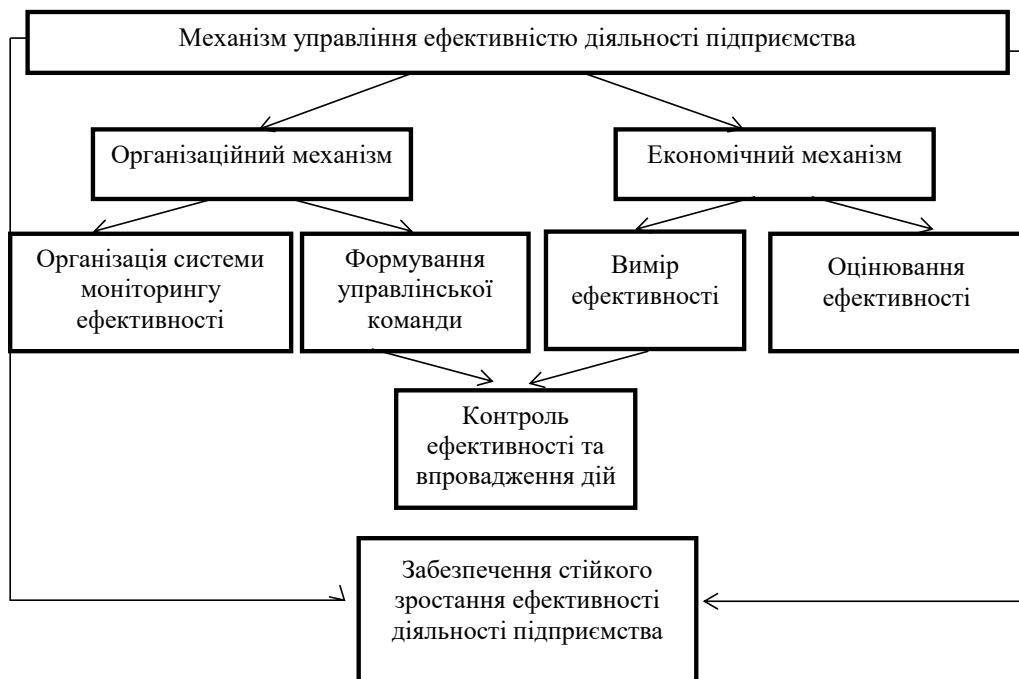 Механізм управління ефективністю діяльності підприємства
Організаційний механізм
Економічний механізм
Організація системи
моніторингу
ефективності
Формування
управлінської
команди
Вимір
ефективності
Оцінювання
ефективності
Контроль
ефективності та
впровадження дій
Забезпечення стійкого
зростання ефективності
діяльності підприємства